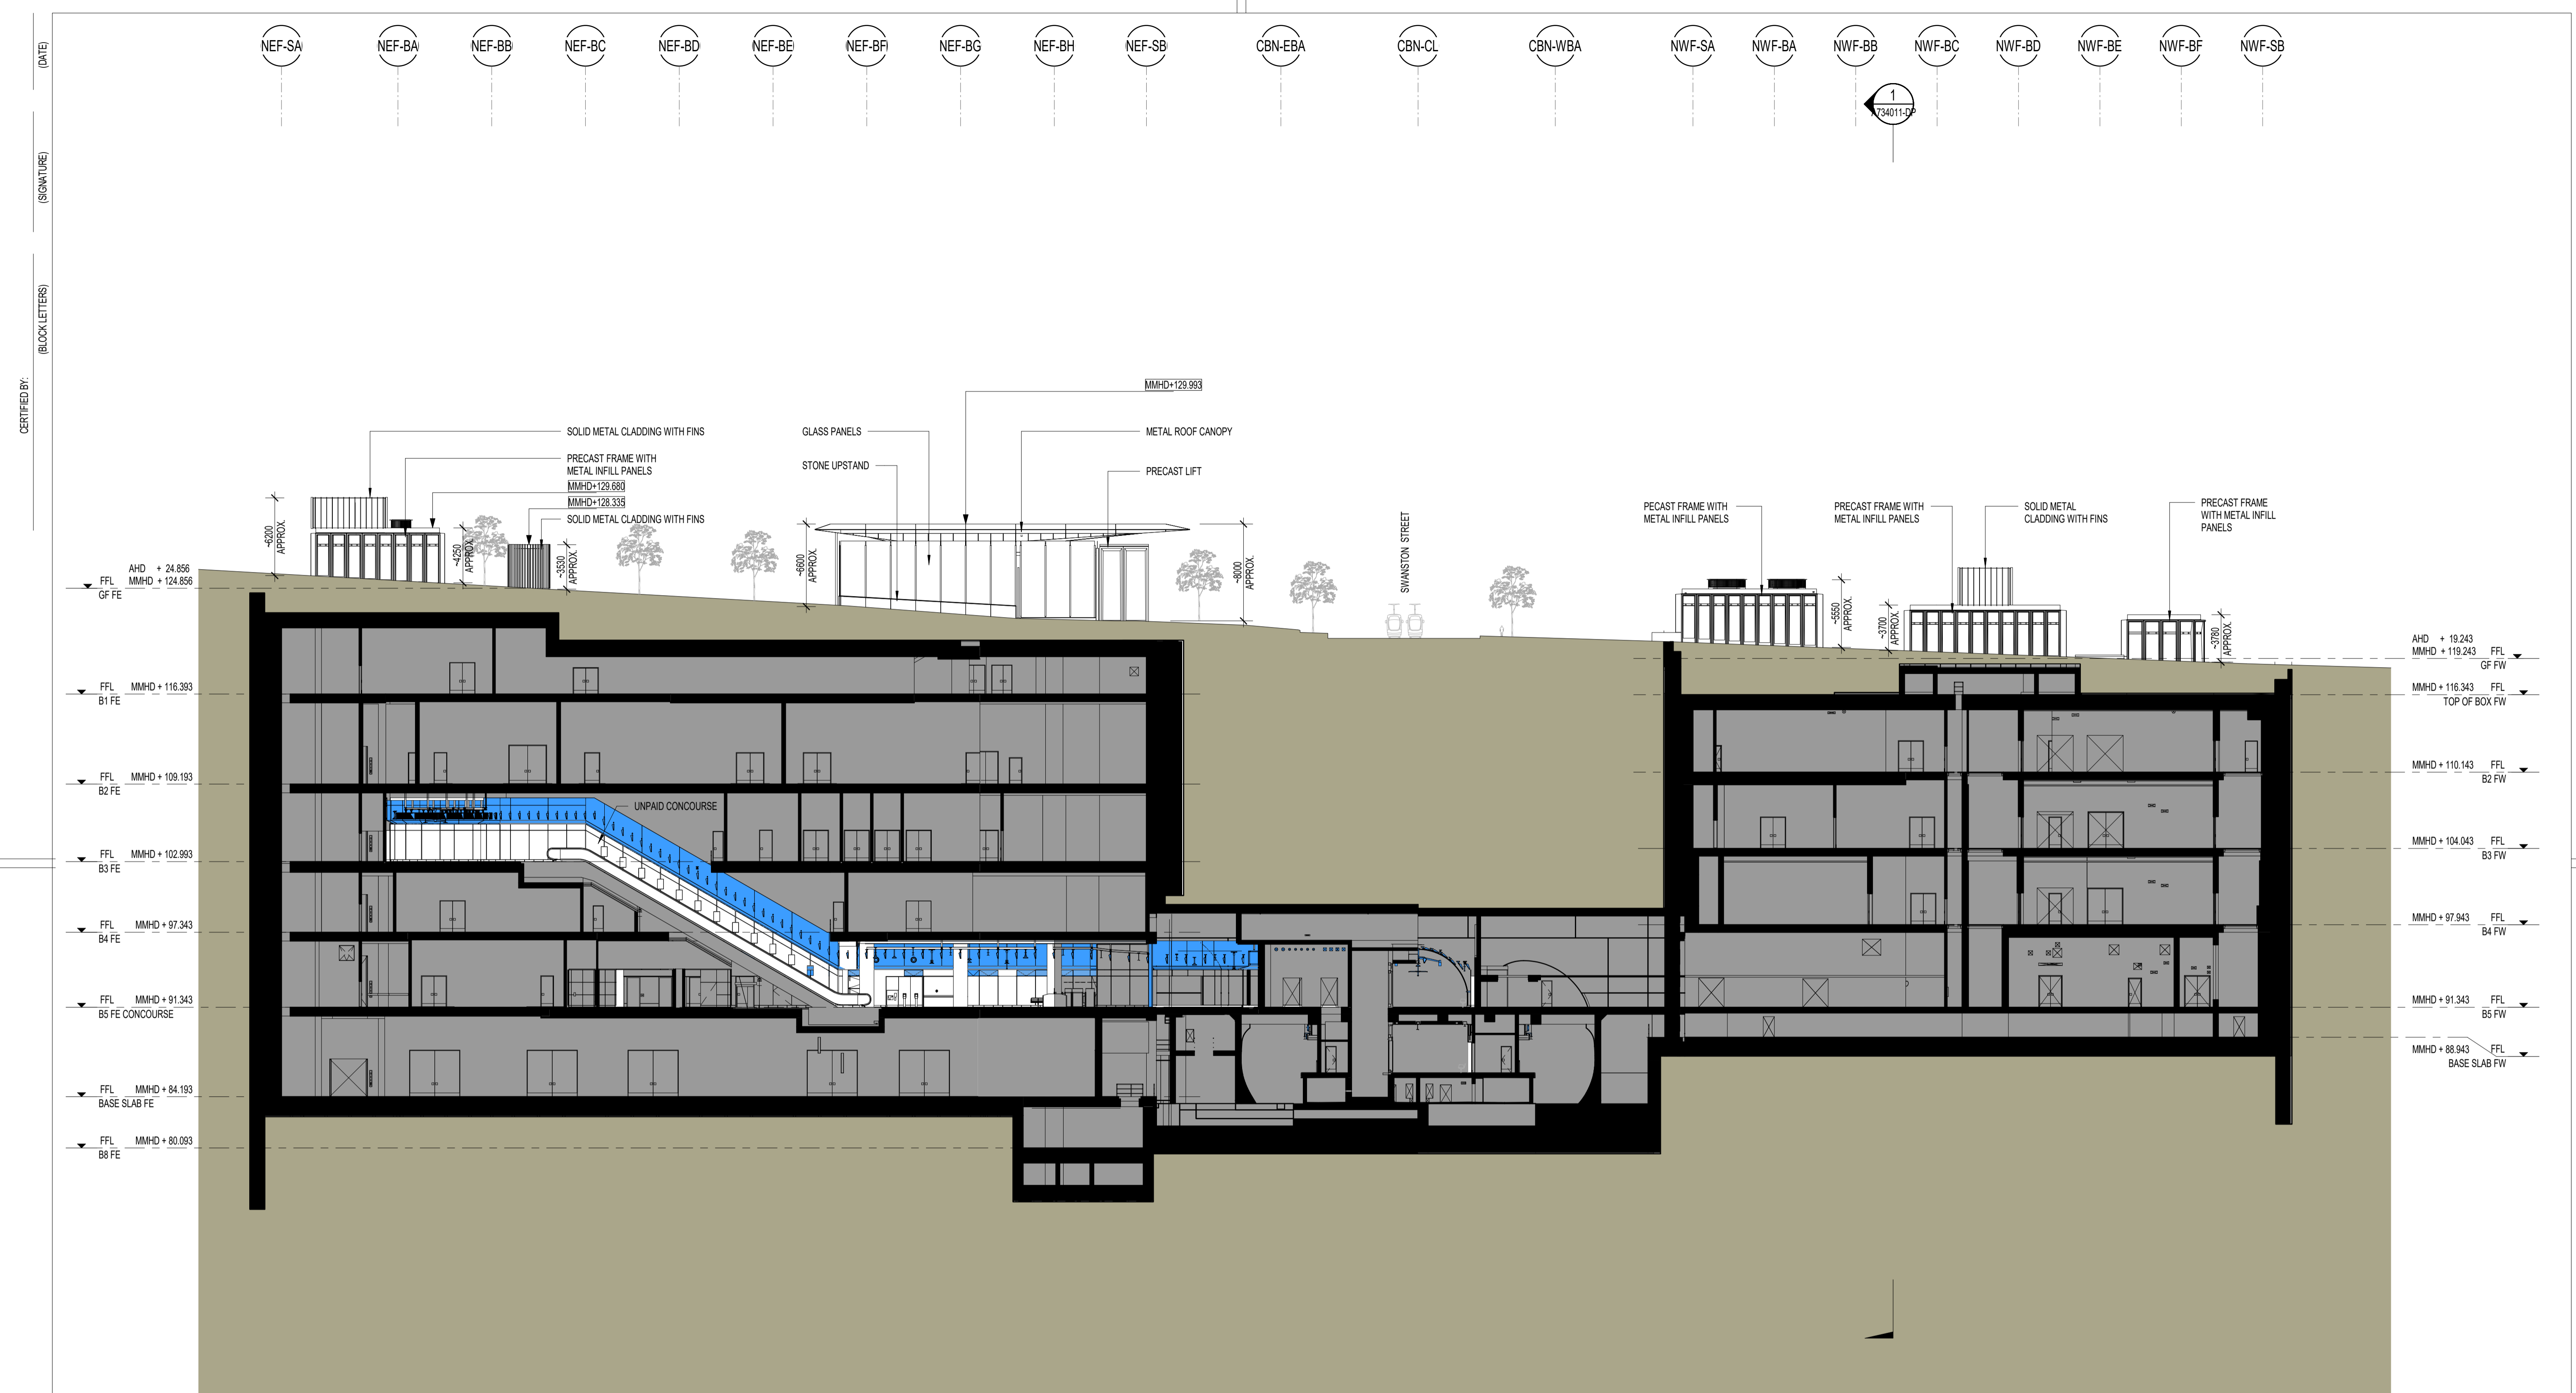 NEF-SA
NEF-BA
NEF-BB
NEF-BC
NEF-BD
NEF-BE
NEF-BF
NEF-BG
NEF-BH
NEF-SB
CBN-EBA
CBN-CL
CBN-WBA
NWF-SA
NWF-BA
NWF-BB
NWF-BC
NWF-BD
NWF-BE
NWF-BF
NWF-SB
1
A734011-DP
(DATE)
(SIGNATURE)
(BLOCK LETTERS)
CERTIFIED BY:
MMHD+129.993
SOLID METAL CLADDING WITH FINS
PRECAST FRAME WITH
METAL INFILL PANELS
MMHD+129.680
MMHD+128.335
SOLID METAL CLADDING WITH FINS
GLASS PANELS
STONE UPSTAND
METAL ROOF CANOPY
PRECAST LIFT
SWANSTON STREET
PECAST FRAME WITH
METAL INFILL PANELS
PRECAST FRAME WITH
METAL INFILL PANELS
SOLID METAL
CLADDING WITH FINS
PRECAST FRAME
WITH METAL INFILL
PANELS
~6200
APPROX.
~4250
APPROX.
~3530
APPROX.
~6600
APPROX.
~8000
APPROX.
~5550
APPROX.
~3700
APPROX.
~3780
APPROX.
AHD + 24.856
FFL MMHD + 124.856
GF FE
FFL MMHD + 116.393
B1 FE
FFL MMHD + 109.193
B2 FE
FFL MMHD + 102.993
B3 FE
FFL MMHD + 97.343
B4 FE
FFL MMHD + 91.343
B5 FE CONCOURSE
FFL MMHD + 84.193
BASE SLAB FE
FFL MMHD + 80.093
B8 FE
UNPAID CONCOURSE
AHD + 19.243
MMHD + 119.243 FFL
GF FW
MMHD + 116.343 FFL
TOP OF BOX FW
MMHD + 110.143 FFL
B2 FW
MMHD + 104.043 FFL
B3 FW
MMHD + 97.943 FFL
B4 FW
MMHD + 91.343 FFL
B5 FW
MMHD + 88.943 FFL
BASE SLAB FW